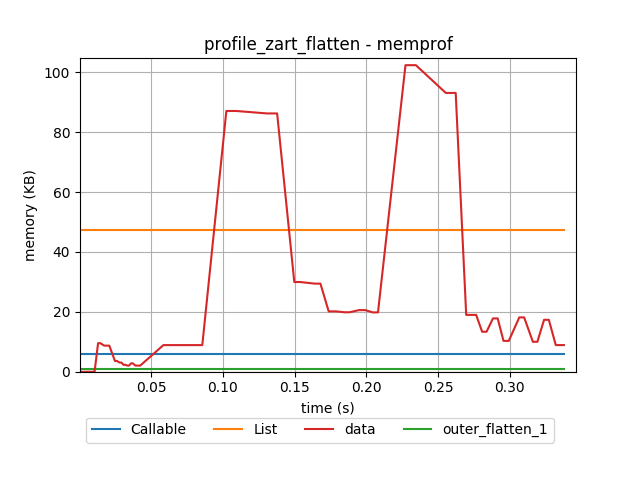 profile_zart_flatten - memprof
100
80
60
40
20
0
memory (KB)
0.05 0.10 0.15 0.20 0.25 0.30
time (s)
Callable List data outer_flatten_1